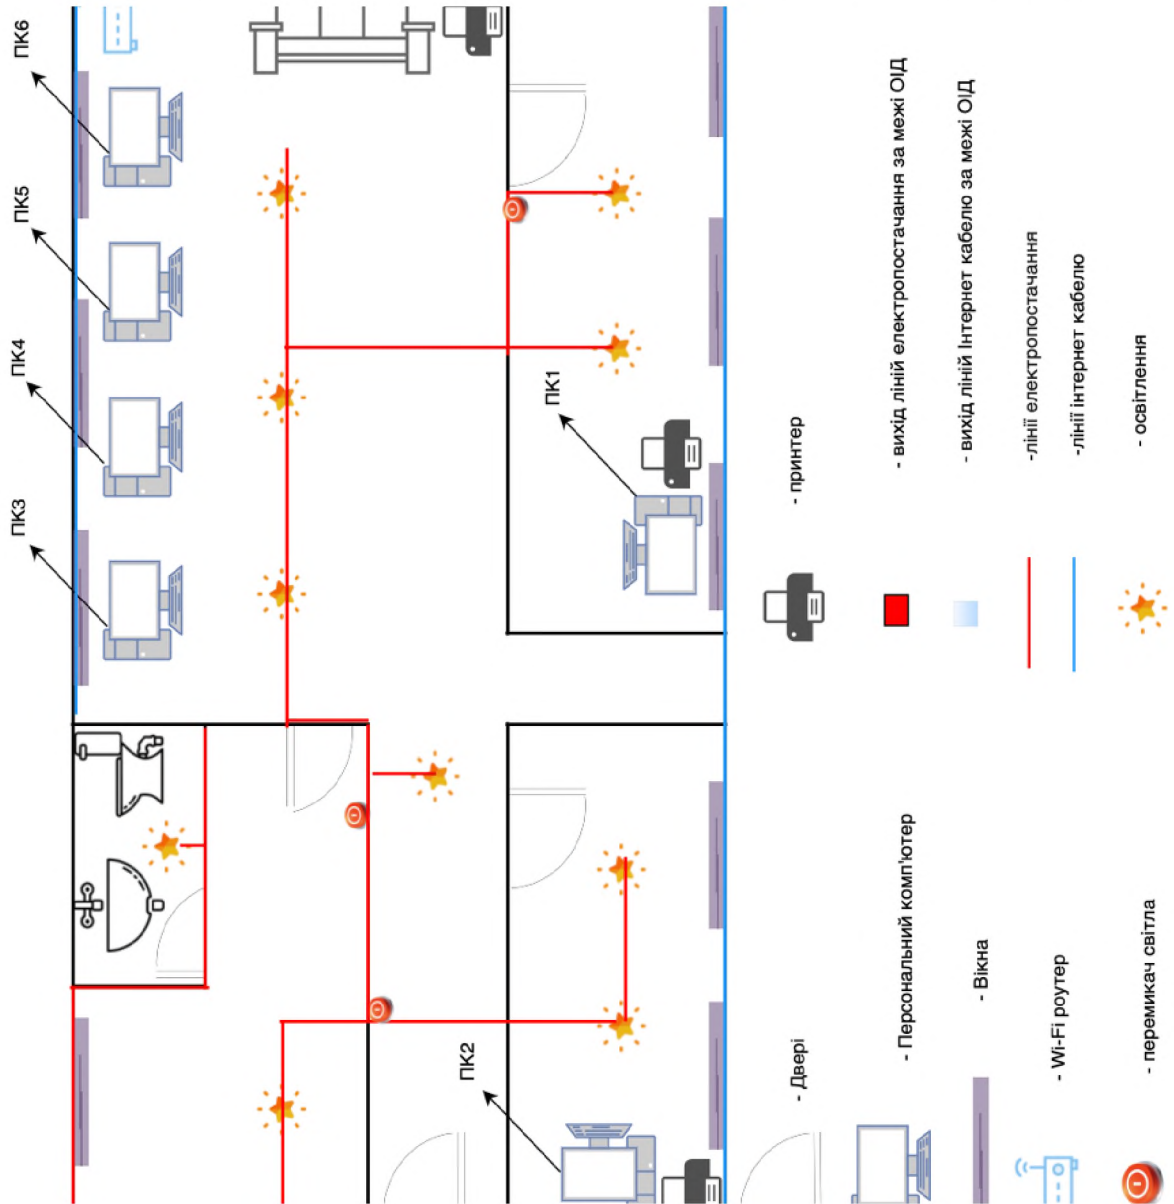 ПК6
ПК5
ПК4
ПК3
ПК1
ПК2
- принтер
- вихід ліній електропостачання за межі ОІД
- вихід ліній Інтернет кабелю за межі ОІД
-лінії електропостачання
-лінії інтернет кабелю
- освітлення
- Двері
- Персональний комп'ютер
- Вікна
- Wi-Fi роутер
- перемикач світла